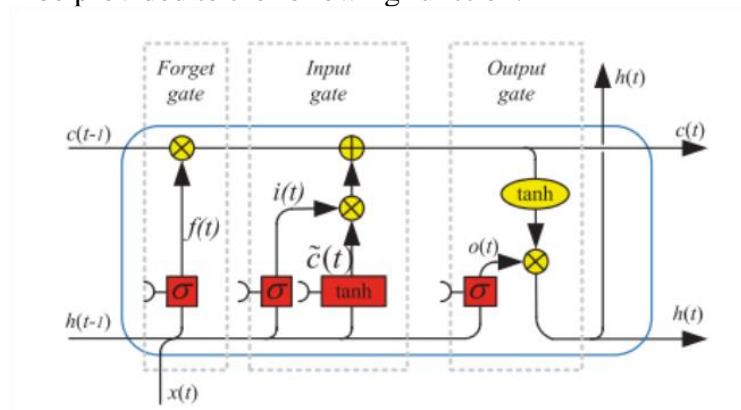 Forget gate
Input gate
Output gate
h(t)
c(t-1)
c(t)
tanh
i(t)
f(t)
c̃(t)
o(t)
σ
σ
tanh
σ
h(t-1)
h(t)
x(t)